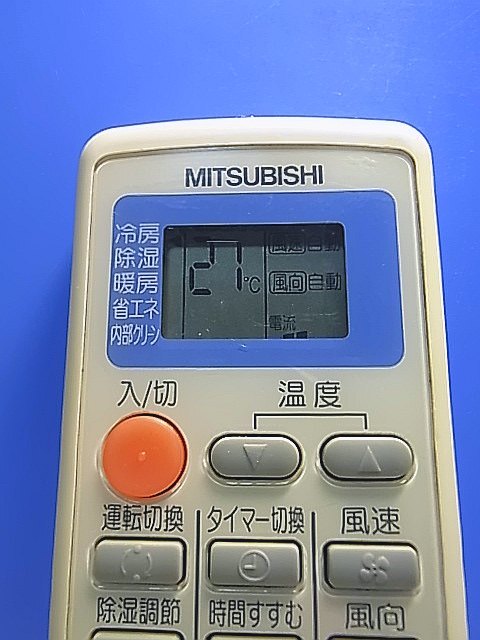 MITSUBISHI
冷房
除湿
暖房
省エネ
内部クリーン
27℃
風速 自動
風向 自動
電流
入/切
温度
▽ △
運転切換 タイマー切換 風速
除湿調節 時間すすむ 風向